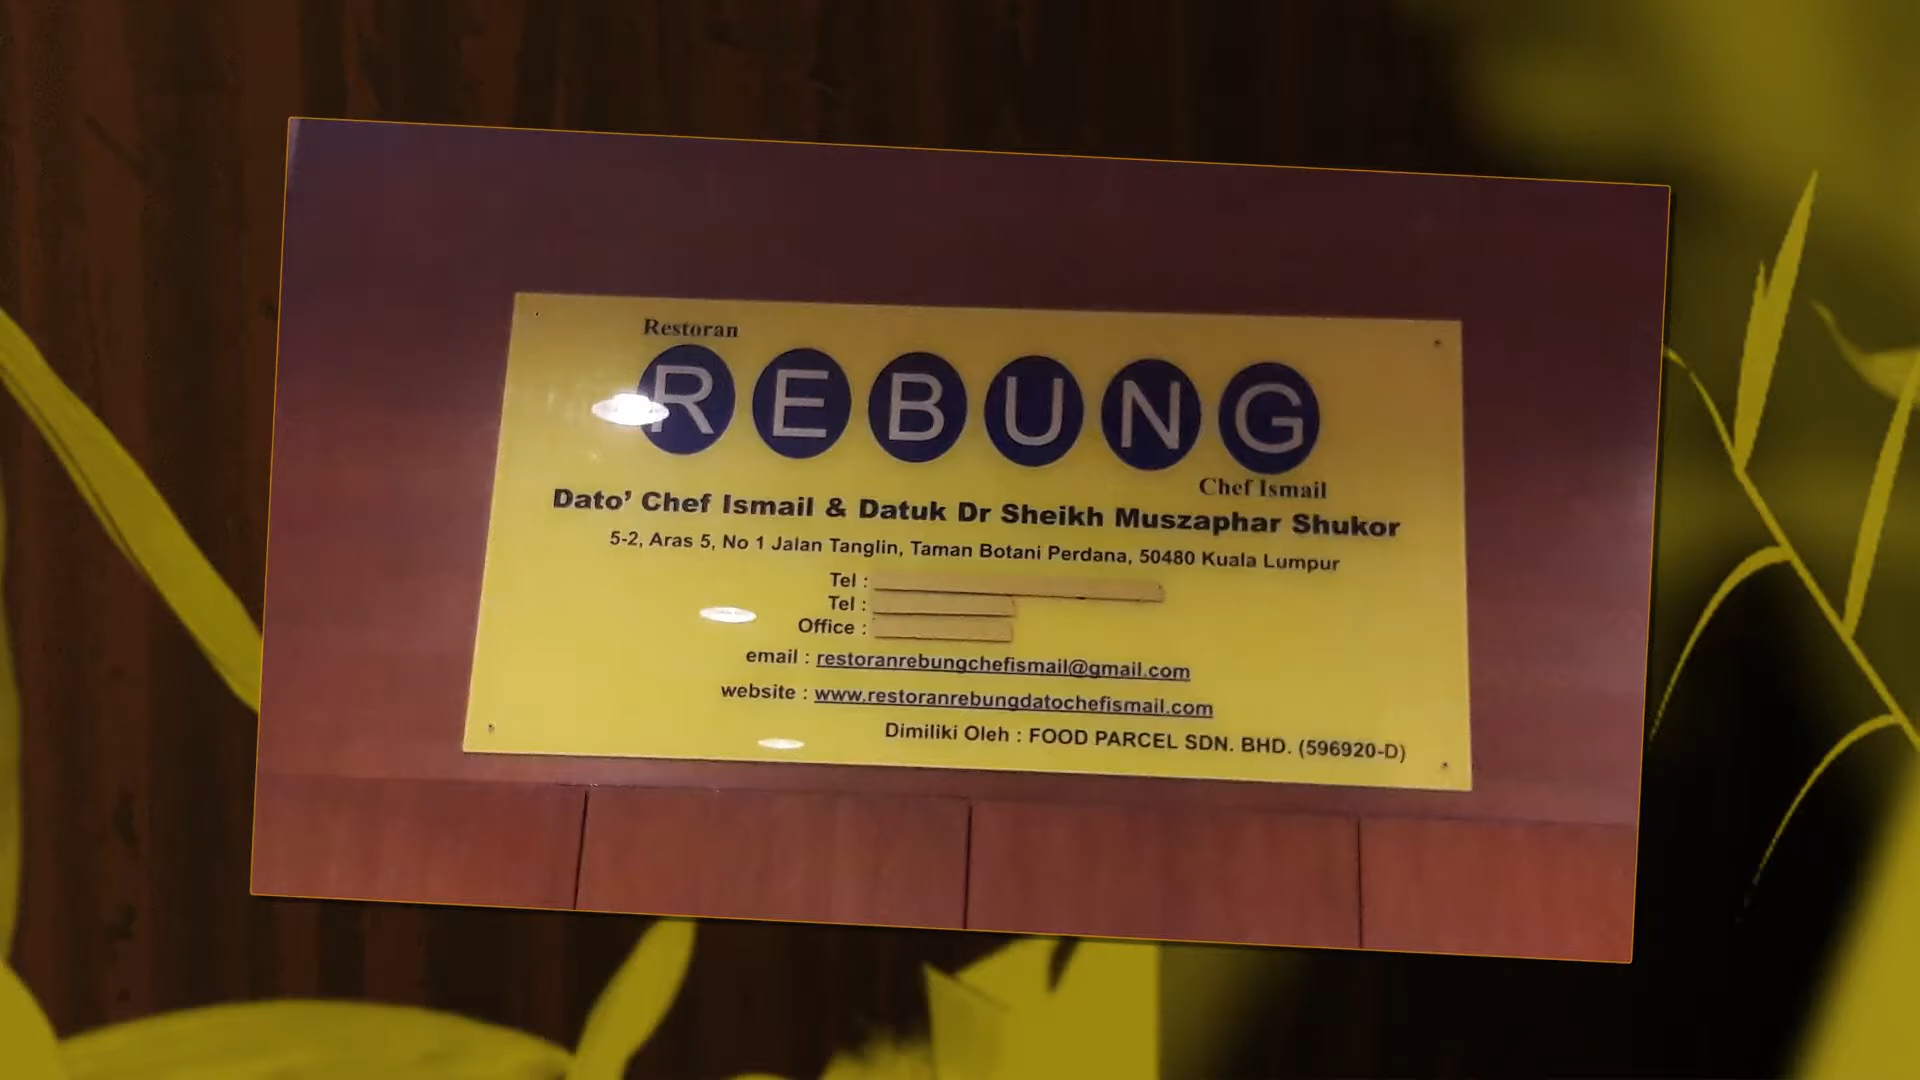 Restoran
REBUNG
Chef Ismail
Dato' Chef Ismail & Datuk Dr Sheikh Muszaphar Shukor
5-2, Aras 5, No 1 Jalan Tanglin, Taman Botani Perdana, 50480 Kuala Lumpur
Tel :
Tel :
Office :
email : restoranrebungchefismail@gmail.com
website : www.restoranrebungdatochefismail.com
Dimiliki Oleh : FOOD PARCEL SDN. BHD. (596920-D)